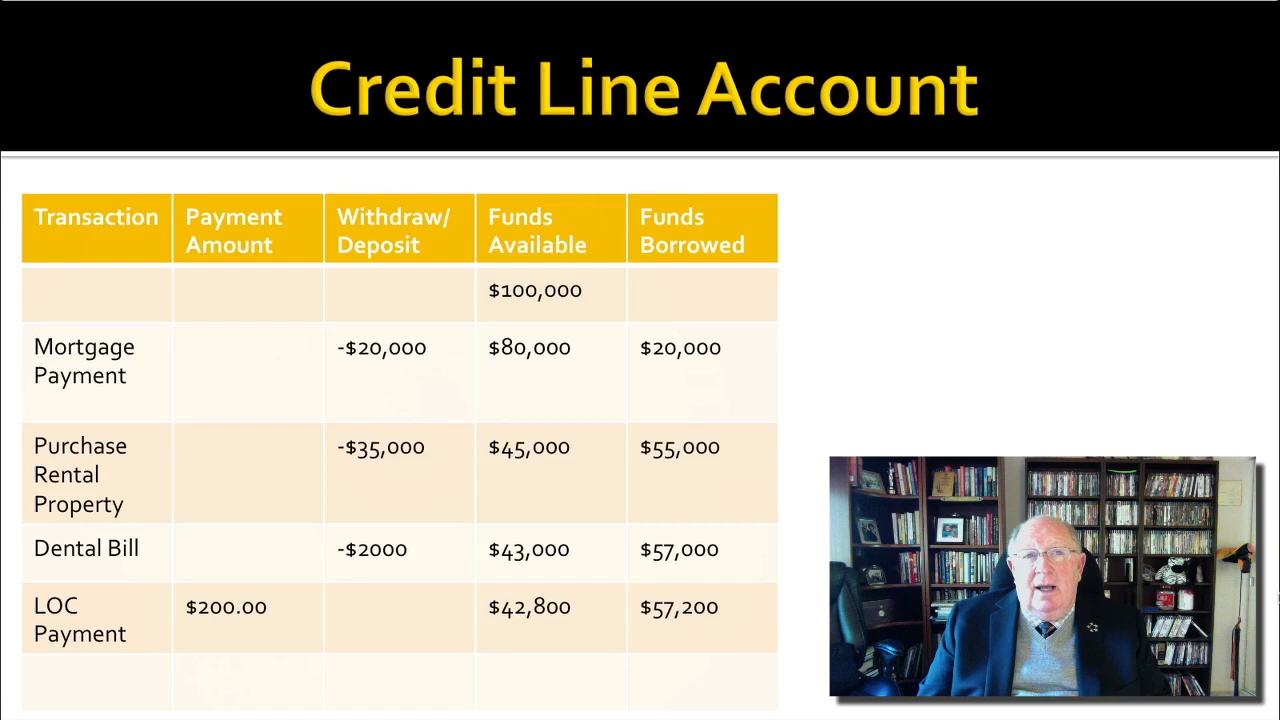 Credit Line Account
Transaction
Payment Amount
Withdraw/ Deposit
Funds Available
Funds Borrowed
$100,000
Mortgage Payment
-$20,000
$80,000
$20,000
Purchase Rental Property
-$35,000
$45,000
$55,000
Dental Bill
-$2000
$43,000
$57,000
LOC Payment
$200.00
$42,800
$57,200